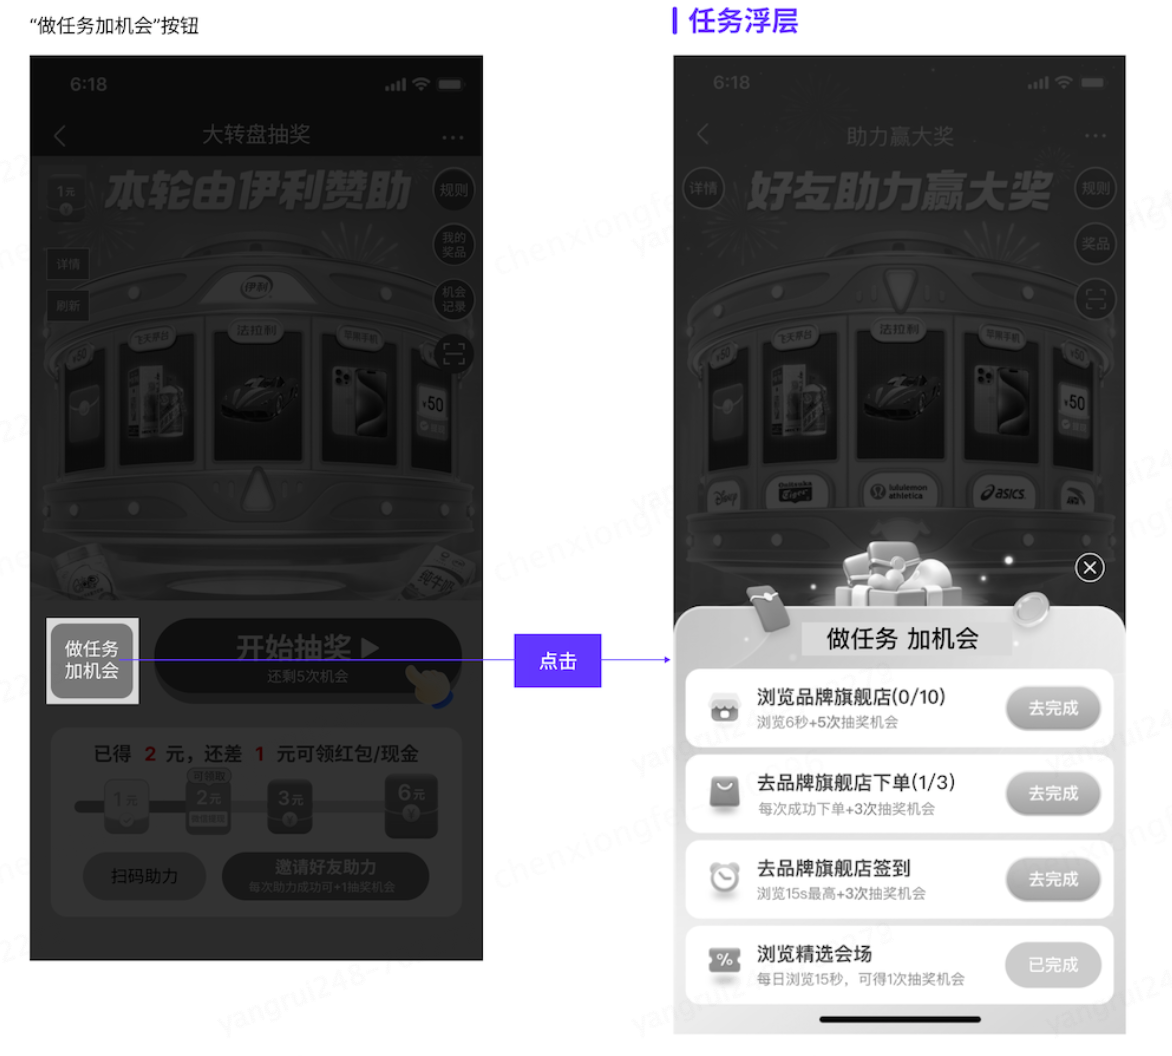 “做任务加机会”按钮
6:18
大转盘抽奖
1元
本轮由伊利赞助
规则
我的
奖品
详情
机会
记录
刷新
伊利
飞天茅台
法拉利
苹果手机
¥50
¥50
纯牛奶
做任务
加机会
开始抽奖
还剩5次机会
已得 2 元，还差 1 元可领红包/现金
可领取
1元
2元
3元
6元
扫码助力
邀请好友助力
每次助力成功可+1抽奖机会
点击
任务浮层
6:18
助力赢大奖
详情
好友助力赢大奖
规则
奖品
飞天茅台
法拉利
苹果手机
¥50
¥50
¥50
Disney
Onitsuka
Tiger
lululemon
athletica
asics
做任务 加机会
浏览品牌旗舰店(0/10)
浏览6秒+5次抽奖机会
去完成
去品牌旗舰店下单(1/3)
每次成功下单+3次抽奖机会
去完成
去品牌旗舰店签到
浏览15s最高+3次抽奖机会
去完成
浏览精选会场
每日浏览15秒，可得1次抽奖机会
已完成